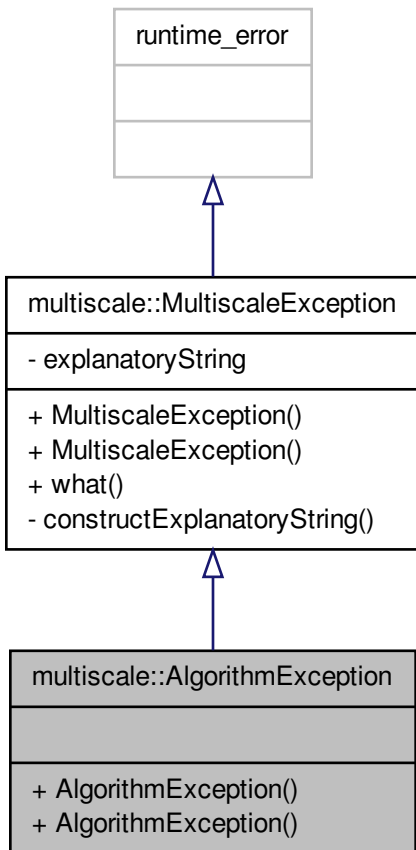 runtime_error
multiscale::MultiscaleException
- explanatoryString
+ MultiscaleException()
+ MultiscaleException()
+ what()
- constructExplanatoryString()
multiscale::AlgorithmException
+ AlgorithmException()
+ AlgorithmException()